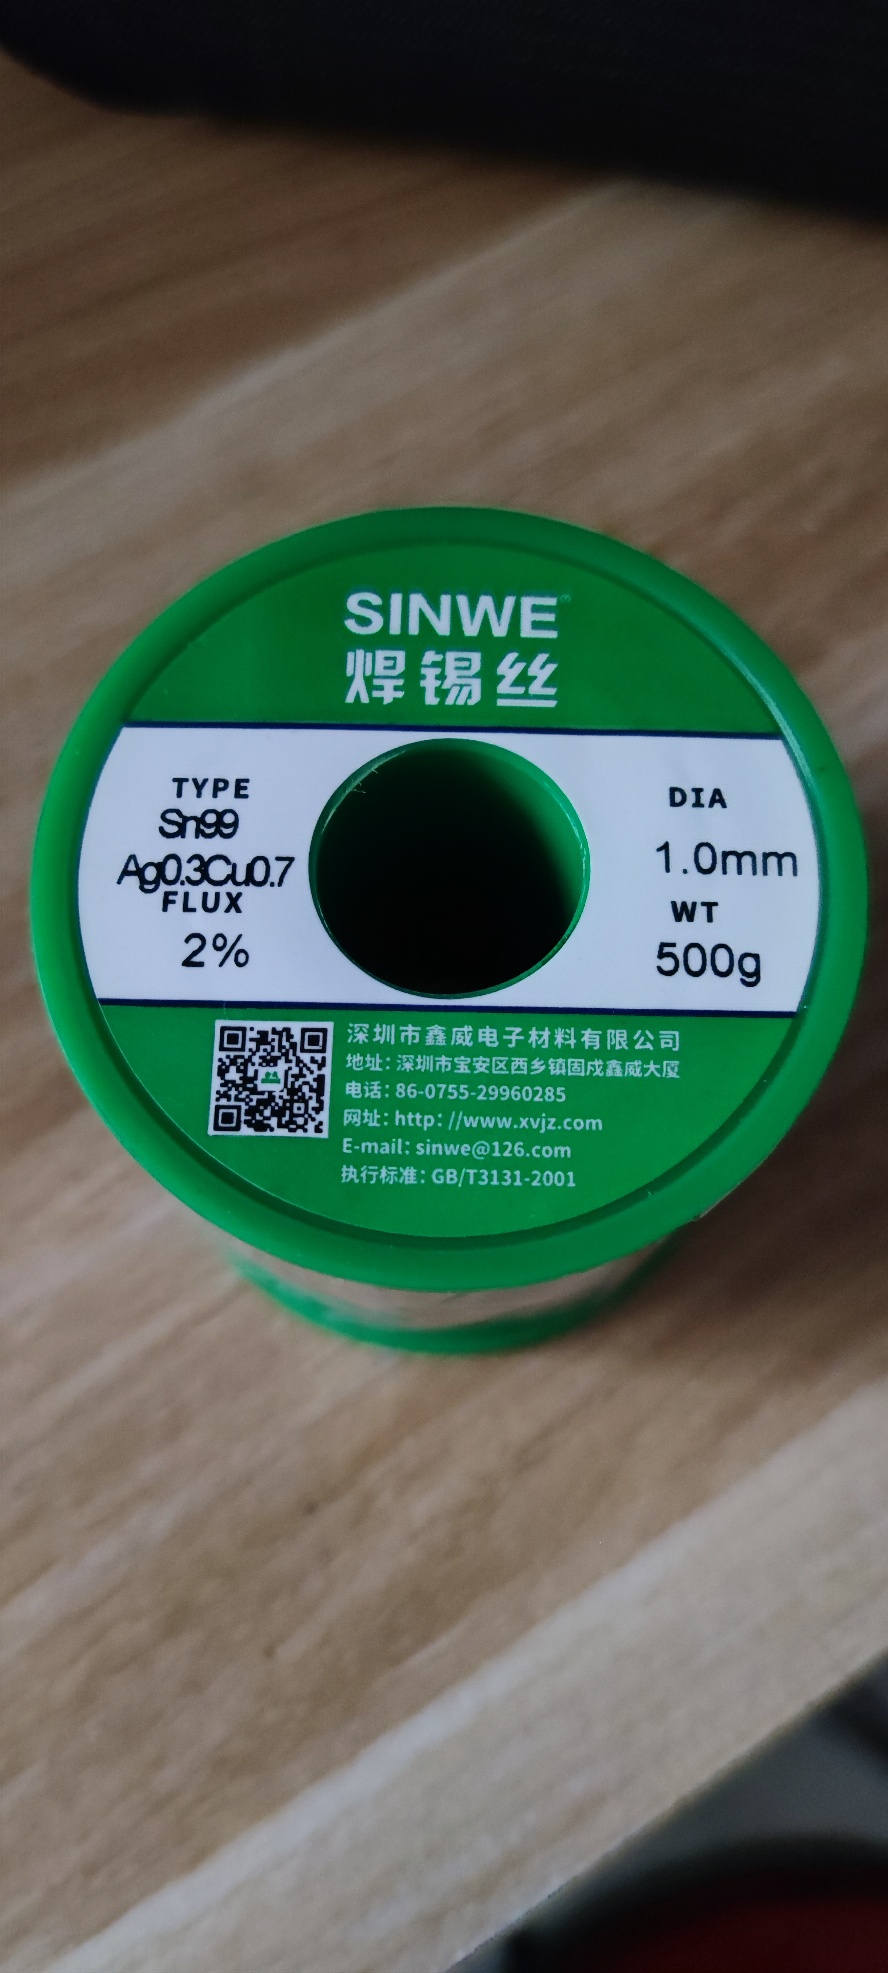 SINWE®
焊锡丝
TYPE
Sn99
Ag0.3Cu0.7
FLUX
2%
DIA
1.0mm
WT
500g
深圳市鑫威电子材料有限公司
地址：深圳市宝安区西乡镇固戍鑫威大厦
电话：86-0755-29960285
网址：http：//www.xvjz.com
E-mail：sinwe@126.com
执行标准：GB/T3131-2001